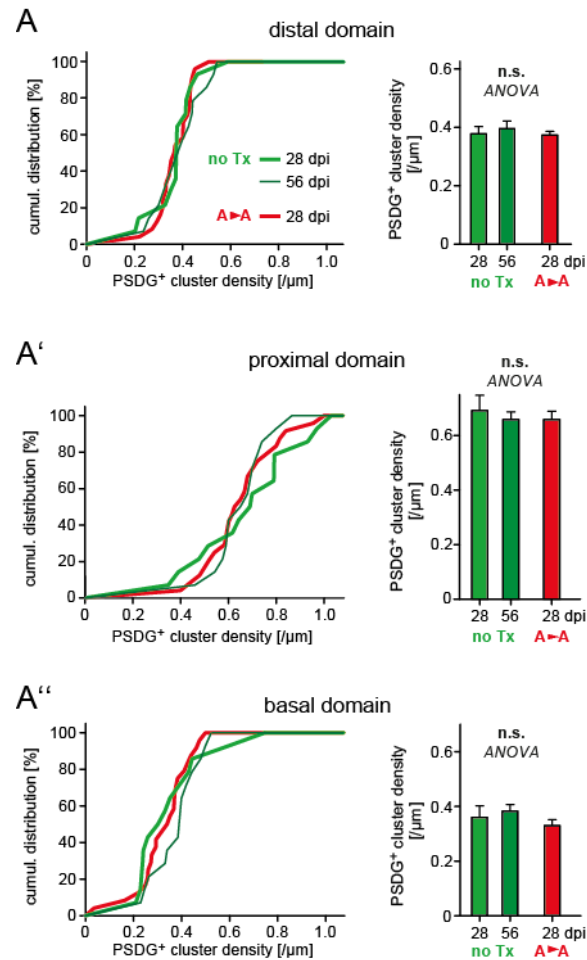 A
distal domain
cumul. distribution [%]
100
80
60
40
20
0
no Tx
28 dpi
56 dpi
A►A
28 dpi
0 0.2 0.4 0.6 0.8 1.0
PSDG⁺ cluster density [/µm]
PSDG⁺ cluster density
[/µm]
0.6
0.4
0.2
0
n.s.
ANOVA
28 56 28 dpi
no Tx A►A
A'
proximal domain
cumul. distribution [%]
100
80
60
40
20
0
0 0.2 0.4 0.6 0.8 1.0
PSDG⁺ cluster density [/µm]
PSDG⁺ cluster density
[/µm]
0.6
0.4
0.2
0
n.s.
ANOVA
28 56 28 dpi
no Tx A►A
A''
basal domain
cumul. distribution [%]
100
80
60
40
20
0
0 0.2 0.4 0.6 0.8 1.0
PSDG⁺ cluster density [/µm]
PSDG⁺ cluster density
[/µm]
0.6
0.4
0.2
0
n.s.
ANOVA
28 56 28 dpi
no Tx A►A